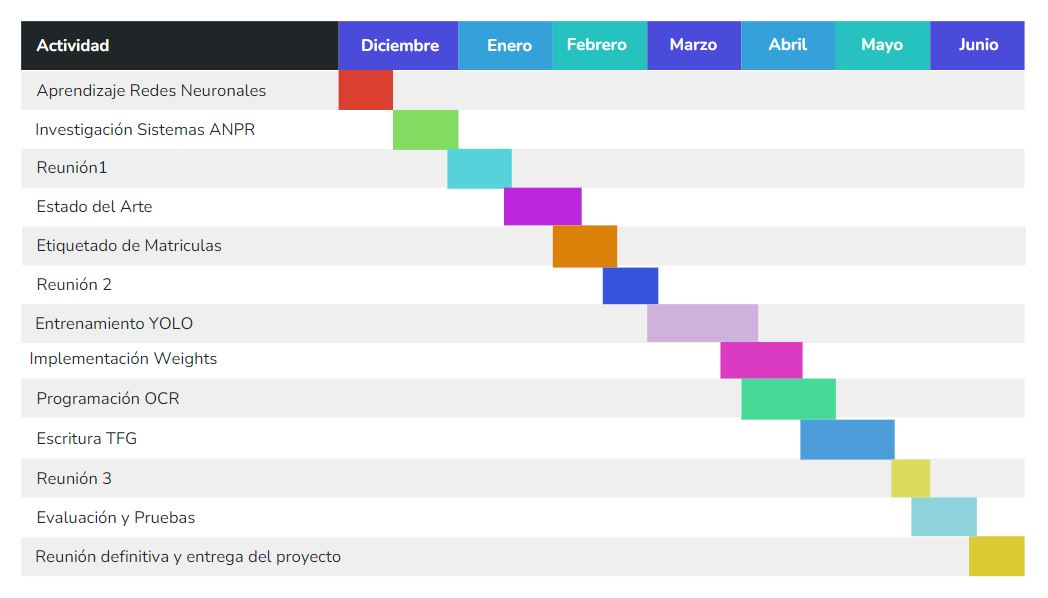 Actividad Diciembre Enero Febrero Marzo Abril Mayo Junio
Aprendizaje Redes Neuronales
Investigación Sistemas ANPR
Reunión1
Estado del Arte
Etiquetado de Matriculas
Reunión 2
Entrenamiento YOLO
Implementación Weights
Programación OCR
Escritura TFG
Reunión 3
Evaluación y Pruebas
Reunión definitiva y entrega del proyecto